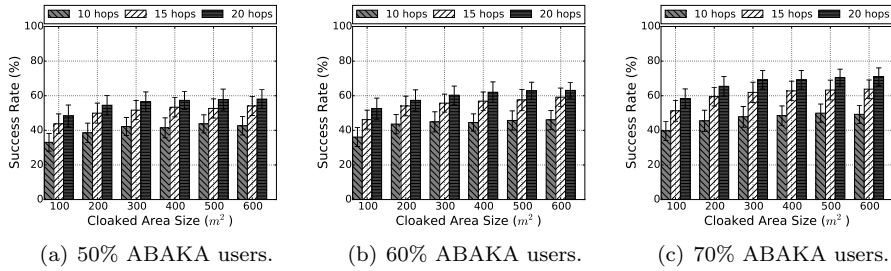 10 hops 15 hops 20 hops
100
80
60
40
20
0
Success Rate (%)
100 200 300 400 500 600
Cloaked Area Size (m²)
(a) 50% ABAKA users.
10 hops 15 hops 20 hops
100
80
60
40
20
0
Success Rate (%)
100 200 300 400 500 600
Cloaked Area Size (m²)
(b) 60% ABAKA users.
10 hops 15 hops 20 hops
100
80
60
40
20
0
Success Rate (%)
100 200 300 400 500 600
Cloaked Area Size (m²)
(c) 70% ABAKA users.